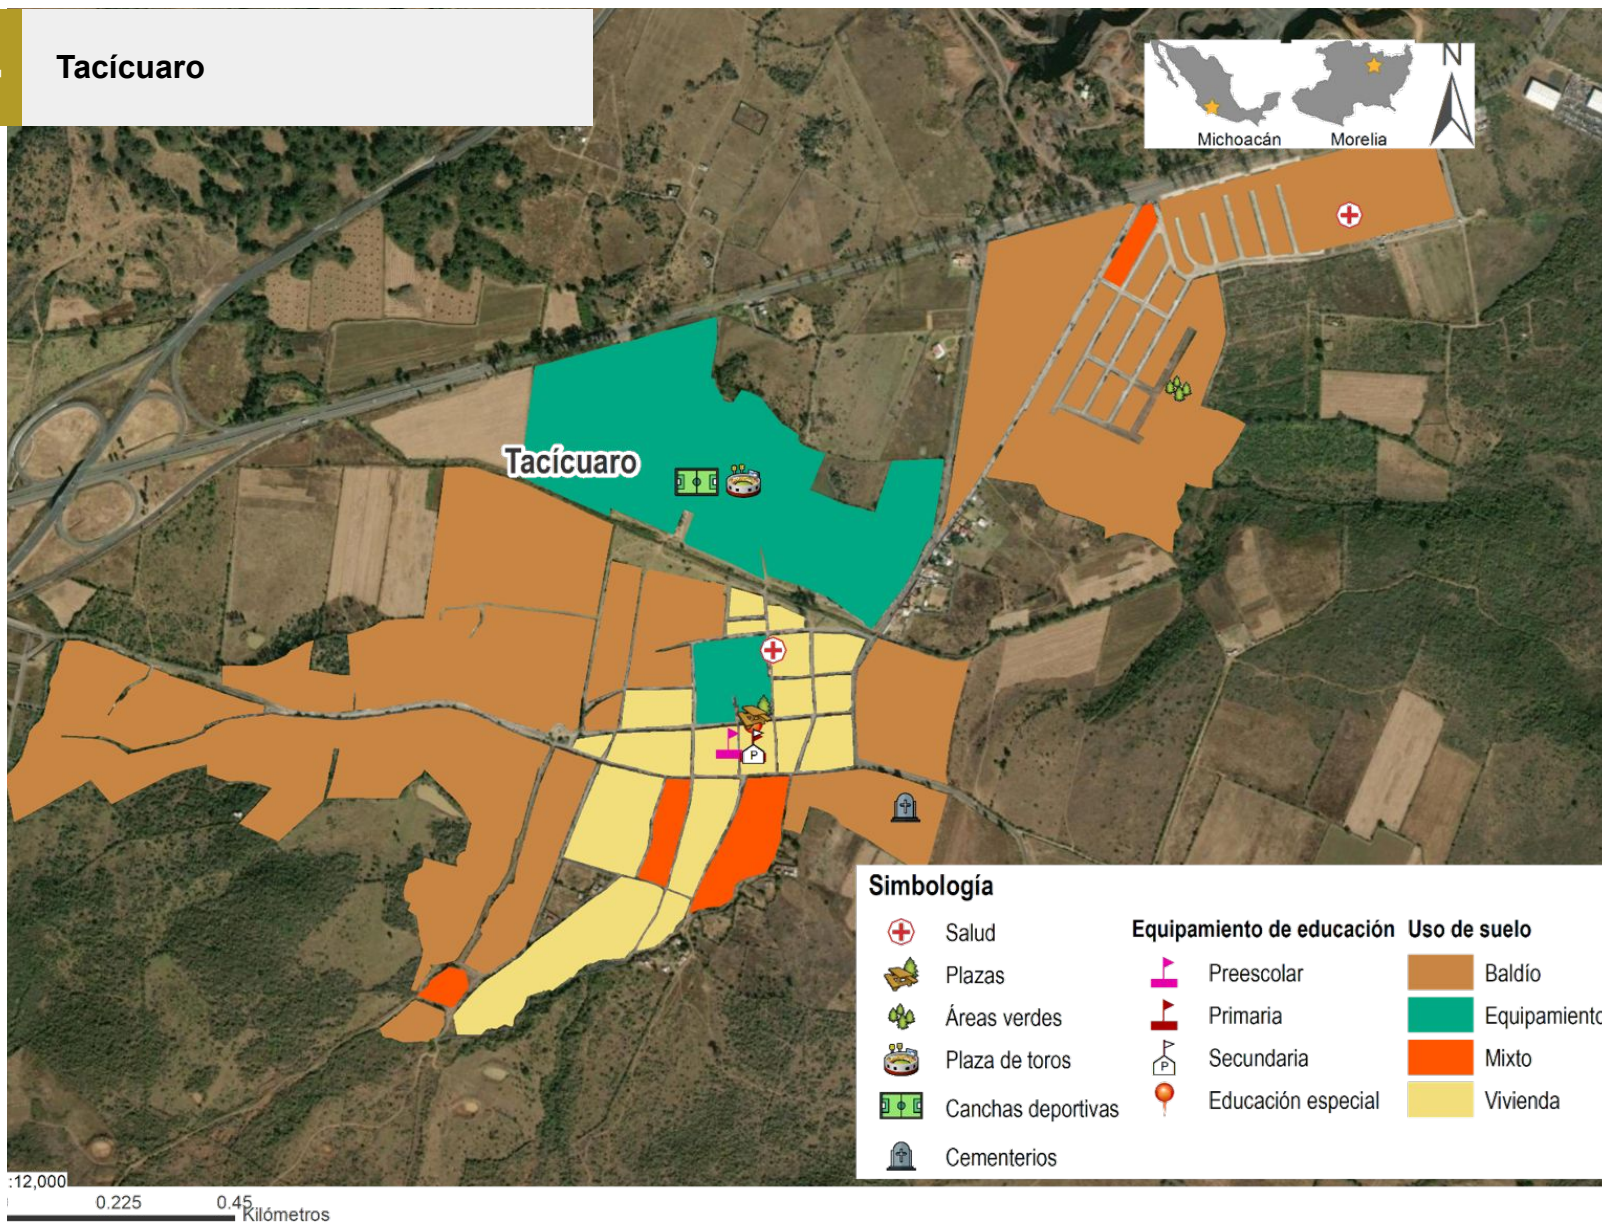 Tacícuaro
N
Michoacán
Morelia
Tacícuaro
P
Simbología
Salud
Plazas
Áreas verdes
Plaza de toros
Canchas deportivas
Cementerios
Equipamiento de educación
Preescolar
Primaria
P
Secundaria
Educación especial
Uso de suelo
Baldío
Equipamiento
Mixto
Vivienda
:12,000
0.225
0.45
Kilómetros